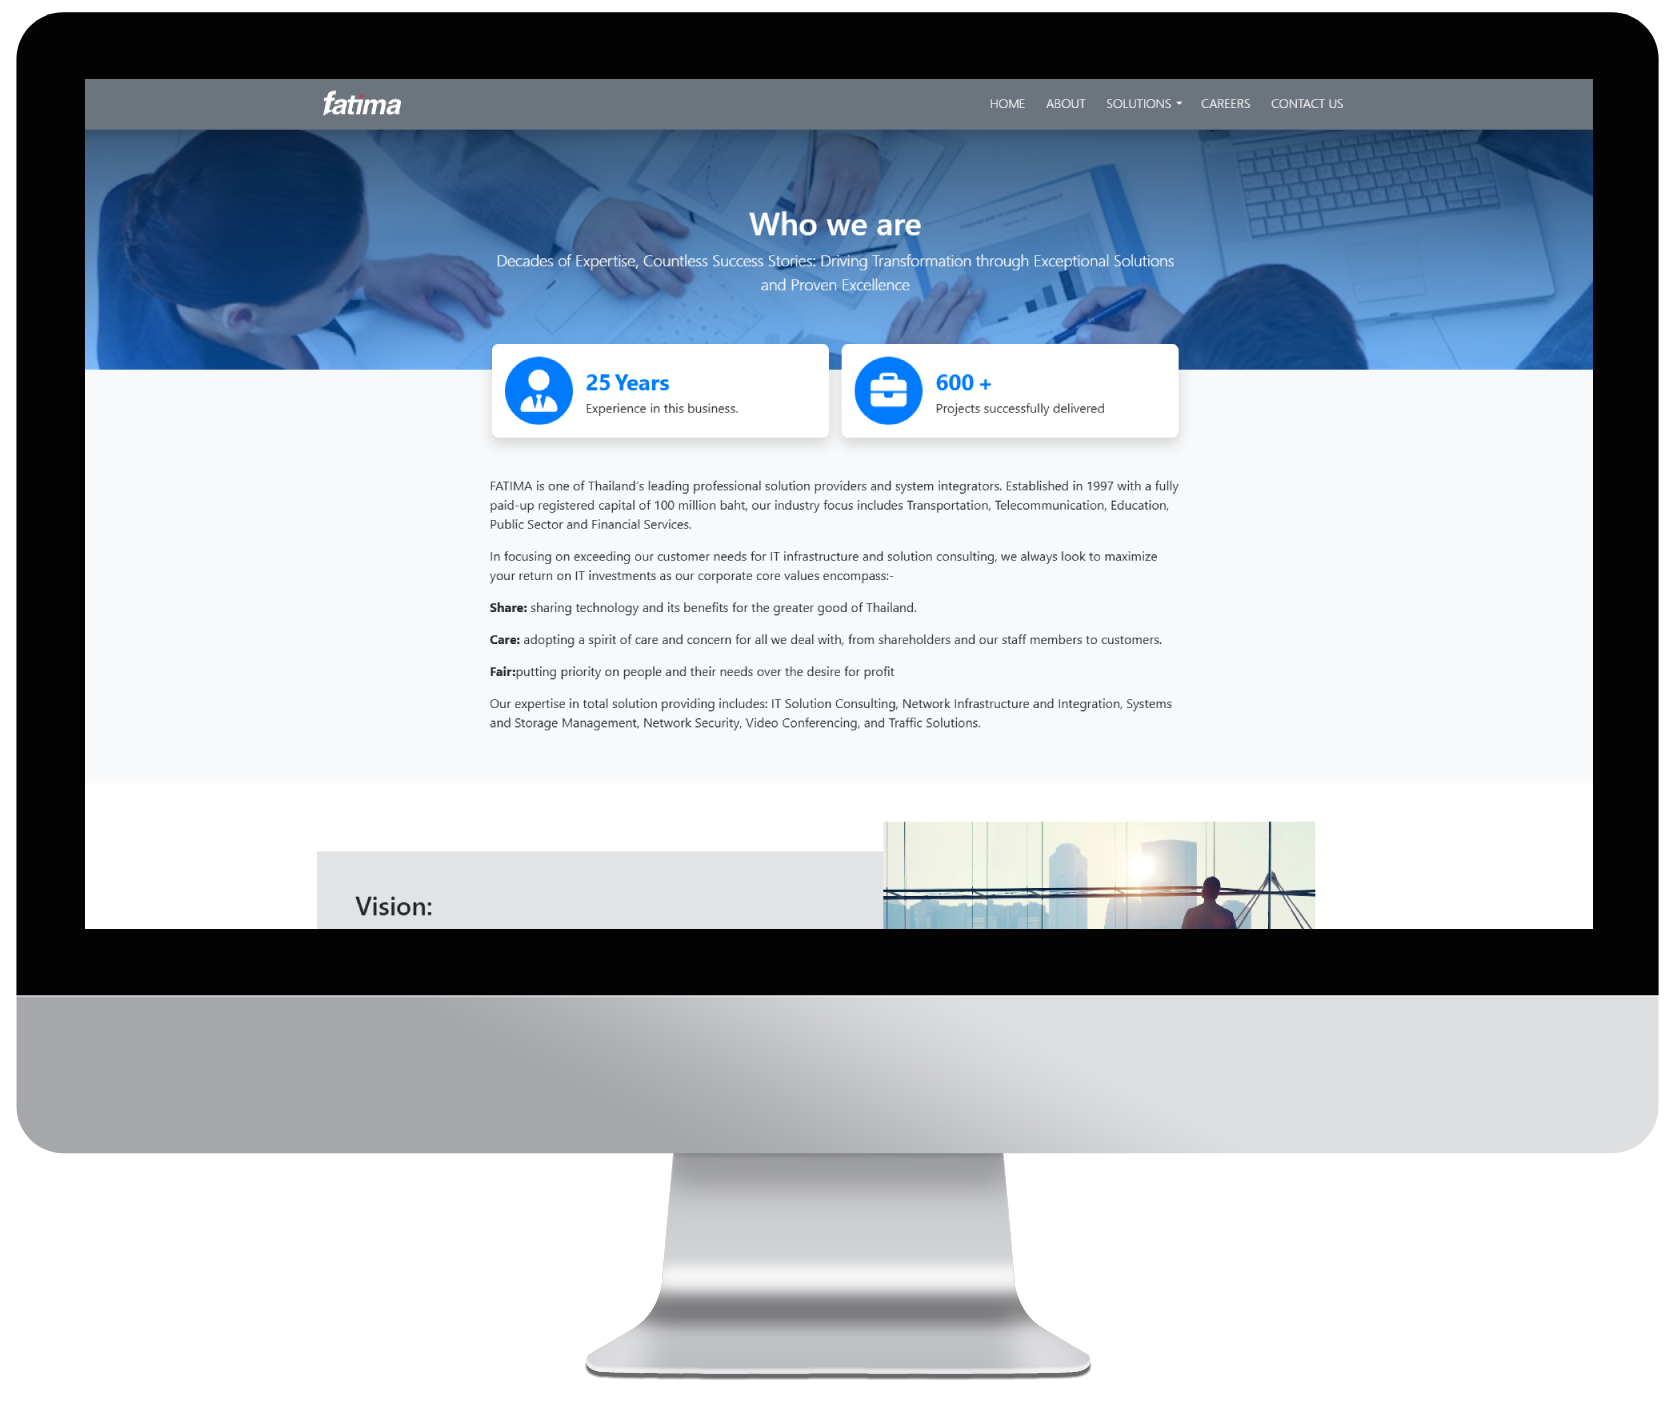 fatima
HOME ABOUT SOLUTIONS CAREERS CONTACT US
Who we are
Decades of Expertise, Countless Success Stories: Driving Transformation through Exceptional Solutions
and Proven Excellence
25 Years
Experience in this business.
600 +
Projects successfully delivered
FATIMA is one of Thailand's leading professional solution providers and system integrators. Established in 1997 with a fully
paid-up registered capital of 100 million baht, our industry focus includes Transportation, Telecommunication, Education,
Public Sector and Financial Services.
In focusing on exceeding our customer needs for IT infrastructure and solution consulting, we always look to maximize
your return on IT investments as our corporate core values encompass:-
Share: sharing technology and its benefits for the greater good of Thailand.
Care: adopting a spirit of care and concern for all we deal with, from shareholders and our staff members to customers.
Fair:putting priority on people and their needs over the desire for profit
Our expertise in total solution providing includes: IT Solution Consulting, Network Infrastructure and Integration, Systems
and Storage Management, Network Security, Video Conferencing, and Traffic Solutions.
Vision: